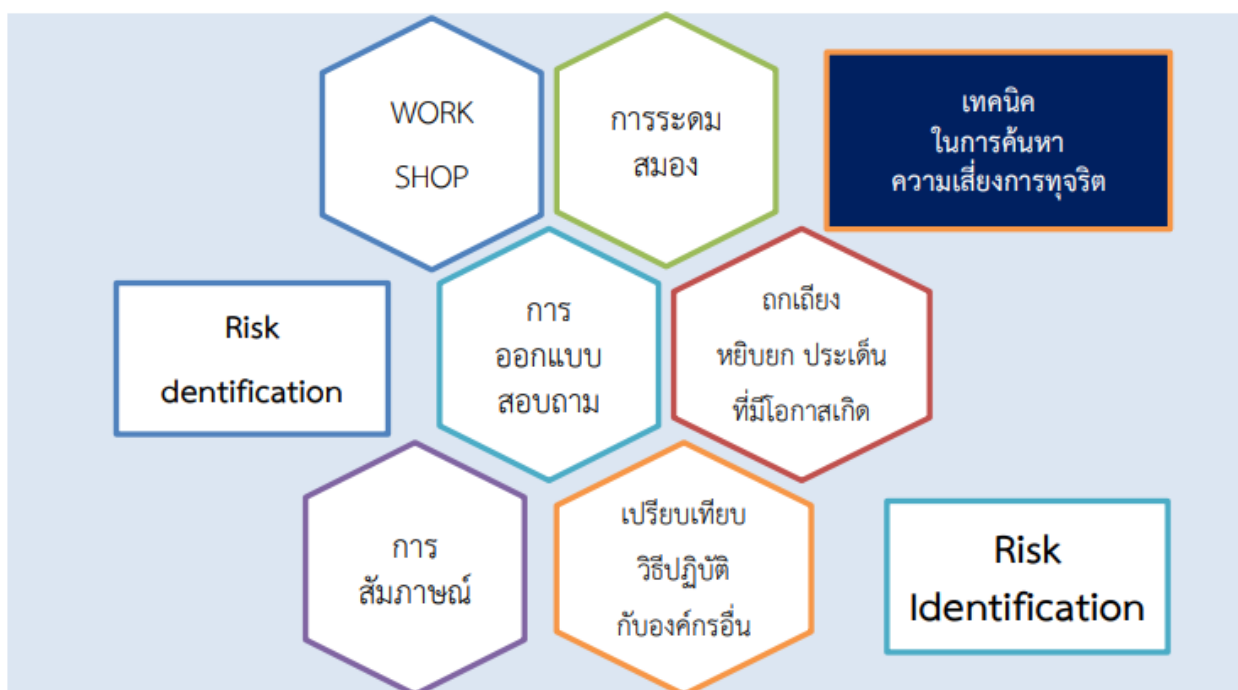 WORK
SHOP
การระดม
สมอง
เทคนิค
ในการค้นหา
ความเสี่ยงการทุจริต
Risk
dentification
การ
ออกแบบ
สอบถาม
ถกเถียง
หยิบยก ประเด็น
ที่มีโอกาสเกิด
การ
สัมภาษณ์
เปรียบเทียบ
วิธีปฏิบัติ
กับองค์กรอื่น
Risk
Identification